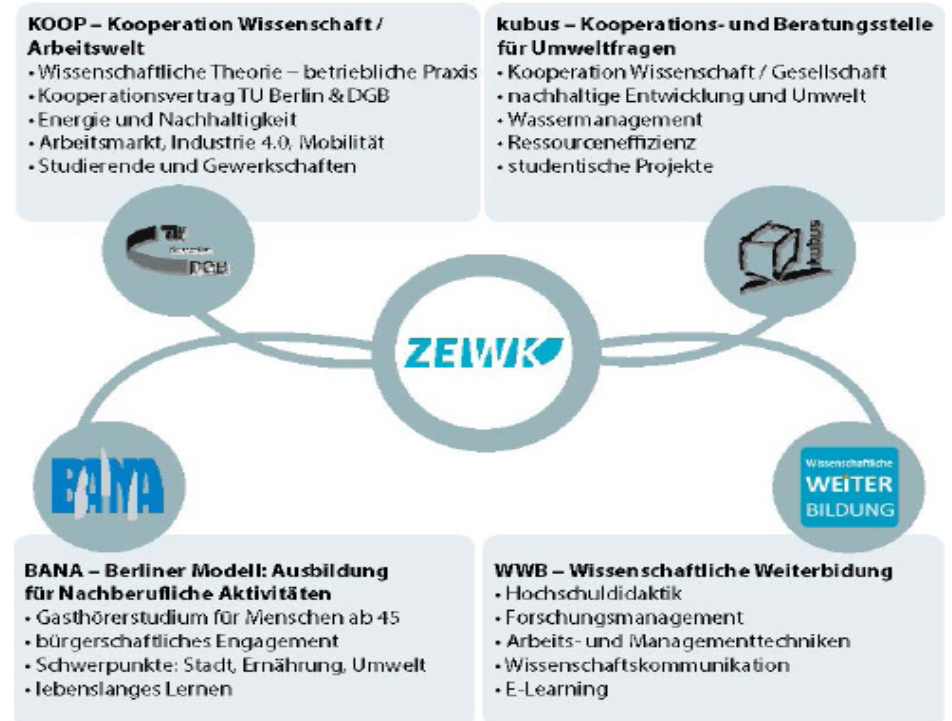 KOOP – Kooperation Wissenschaft /
Arbeitswelt
• Wissenschaftliche Theorie – betriebliche Praxis
• Kooperationsvertrag TU Berlin & DGB
• Energie und Nachhaltigkeit
• Arbeitsmarkt, Industrie 4.0, Mobilität
• Studierende und Gewerkschaften
kubus – Kooperations- und Beratungsstelle
für Umweltfragen
• Kooperation Wissenschaft / Gesellschaft
• nachhaltige Entwicklung und Umwelt
• Wassermanagement
• Ressourceneffizienz
• studentische Projekte
DGB
kubus
ZEWK
BANA
Wissenschaftliche
WEITER
BILDUNG
BANA – Berliner Modell: Ausbildung
für Nachberufliche Aktivitäten
• Gasthörerstudium für Menschen ab 45
• bürgerschaftliches Engagement
• Schwerpunkte: Stadt, Ernährung, Umwelt
• lebenslanges Lernen
WWB – Wissenschaftliche Weiterbidung
• Hochschuldidaktik
• Forschungsmanagement
• Arbeits- und Managementtechniken
• Wissenschaftskommunikation
• E-Learning